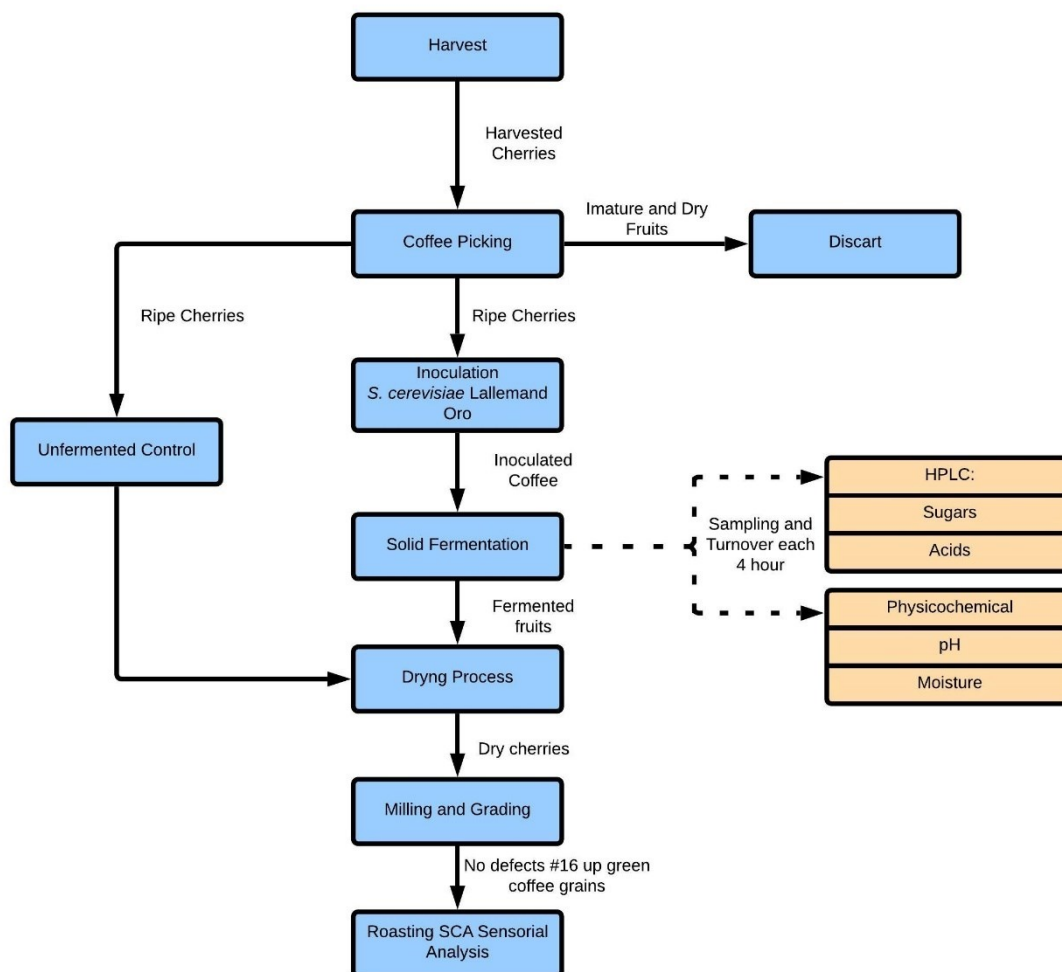 Harvest
Harvested
Cherries
Imature and Dry
Fruits
Coffee Picking
Discart
Ripe Cherries
Ripe Cherries
Inoculation
S. cerevisiae Lallemand
Oro
Unfermented Control
Inoculated
Coffee
HPLC:
Sugars
Acids
Sampling and
Turnover each
4 hour
Solid Fermentation
Physicochemical
pH
Moisture
Fermented
fruits
Dryng Process
Dry cherries
Milling and Grading
No defects #16 up green
coffee grains
Roasting SCA Sensorial
Analysis